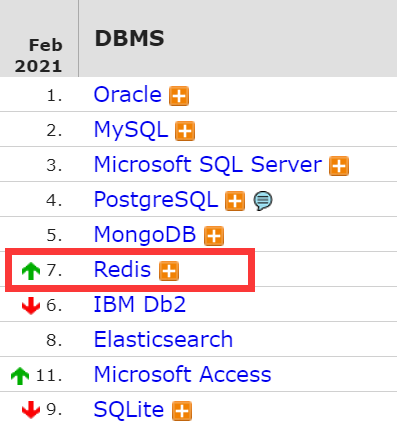 Feb
2021
DBMS
1. Oracle
2. MySQL
3. Microsoft SQL Server
4. PostgreSQL
5. MongoDB
7. Redis
6. IBM Db2
8. Elasticsearch
11. Microsoft Access
9. SQLite